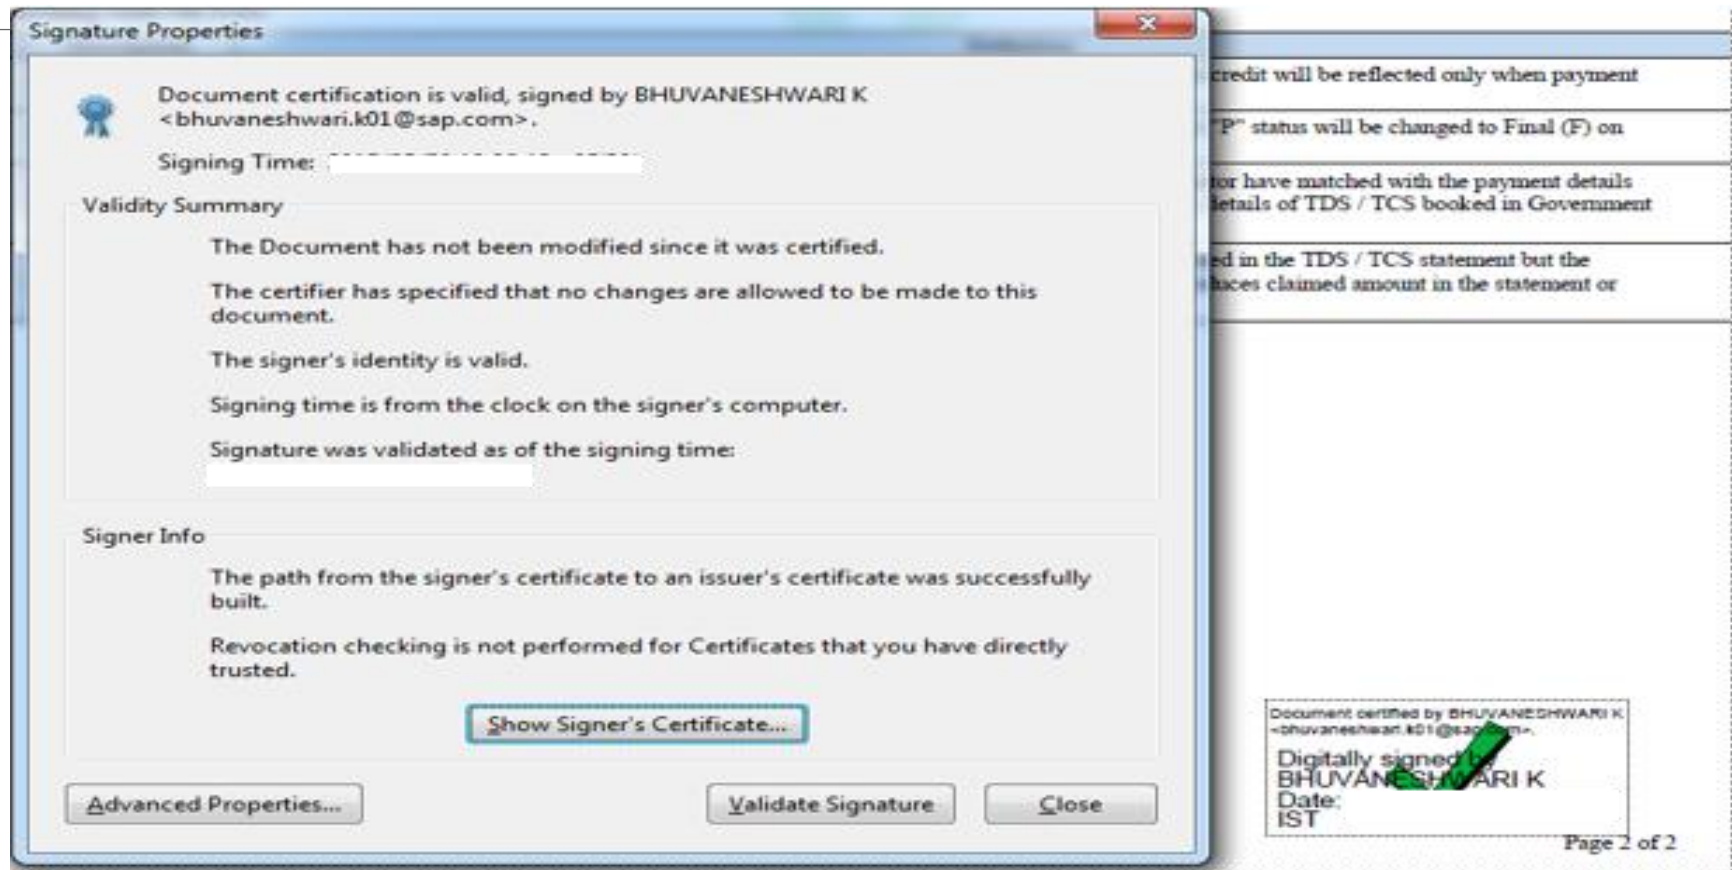 Signature Properties
Document certification is valid, signed by BHUVANESHWARI K
<bhuvaneshwari.k01@sap.com>.
Signing Time:
Validity Summary
The Document has not been modified since it was certified.
The certifier has specified that no changes are allowed to be made to this
document.
The signer's identity is valid.
Signing time is from the clock on the signer's computer.
Signature was validated as of the signing time:
Signer Info
The path from the signer's certificate to an issuer's certificate was successfully
built.
Revocation checking is not performed for Certificates that you have directly
trusted.
Show Signer's Certificate...
Advanced Properties...
Validate Signature
Close
credit will be reflected only when payment
"P" status will be changed to Final (F) on
have matched with the payment details
details of TDS / TCS booked in Government
in the TDS / TCS statement but the
claimed amount in the statement or
Document certified by BHUVANESHWARI K
<bhuvaneshwari.k01@sap.com>.
Digitally signed by
BHUVANESHWARI K
Date:
IST
Page 2 of 2